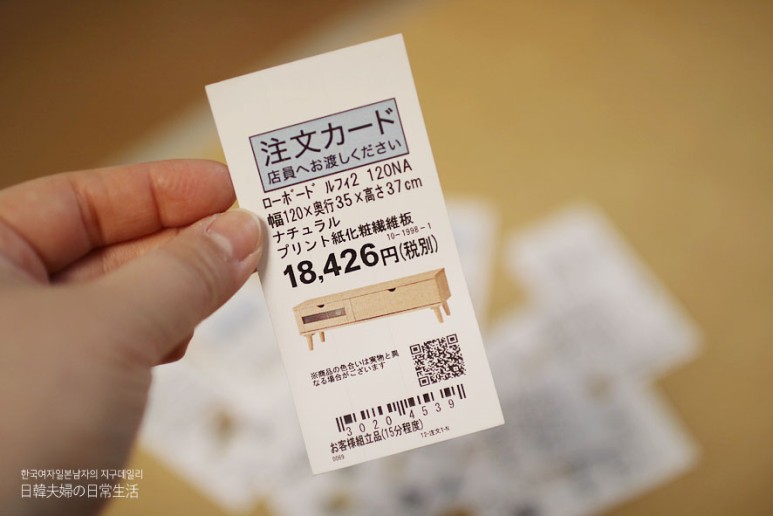 注文カード
店員へお渡しください
ローボード ルフィ2 120NA
幅120×奥行35×高さ37cm
ナチュラル
プリント紙化粧繊維板
10-1998-1
18,426円(税別)
※商品の色合いは実物と異
なる場合がございます
30204539
お客様組立品(15分程度)
12-注文1-N
한국여자일본남자의 지구데일리
日韓夫婦の日常生活